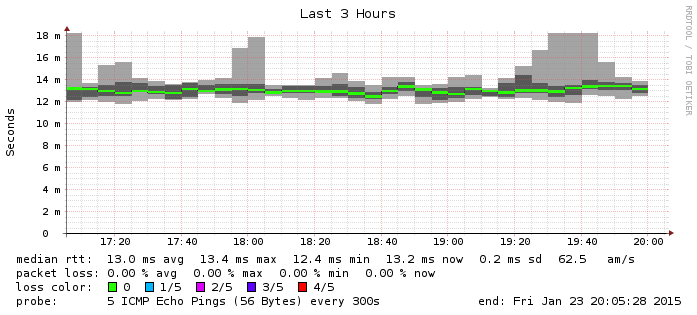 Last 3 Hours
RRDTOOL / TOBI OETIKER
Seconds
18 m
16 m
14 m
12 m
10 m
8 m
6 m
4 m
2 m
0
17:20 17:40 18:00 18:20 18:40 19:00 19:20 19:40 20:00
median rtt: 13.0 ms avg 13.4 ms max 12.4 ms min 13.2 ms now 0.2 ms sd 62.5 am/s
packet loss: 0.00 % avg 0.00 % max 0.00 % min 0.00 % now
loss color: 0 1/5 2/5 3/5 4/5
probe: 5 ICMP Echo Pings (56 Bytes) every 300s end: Fri Jan 23 20:05:28 2015